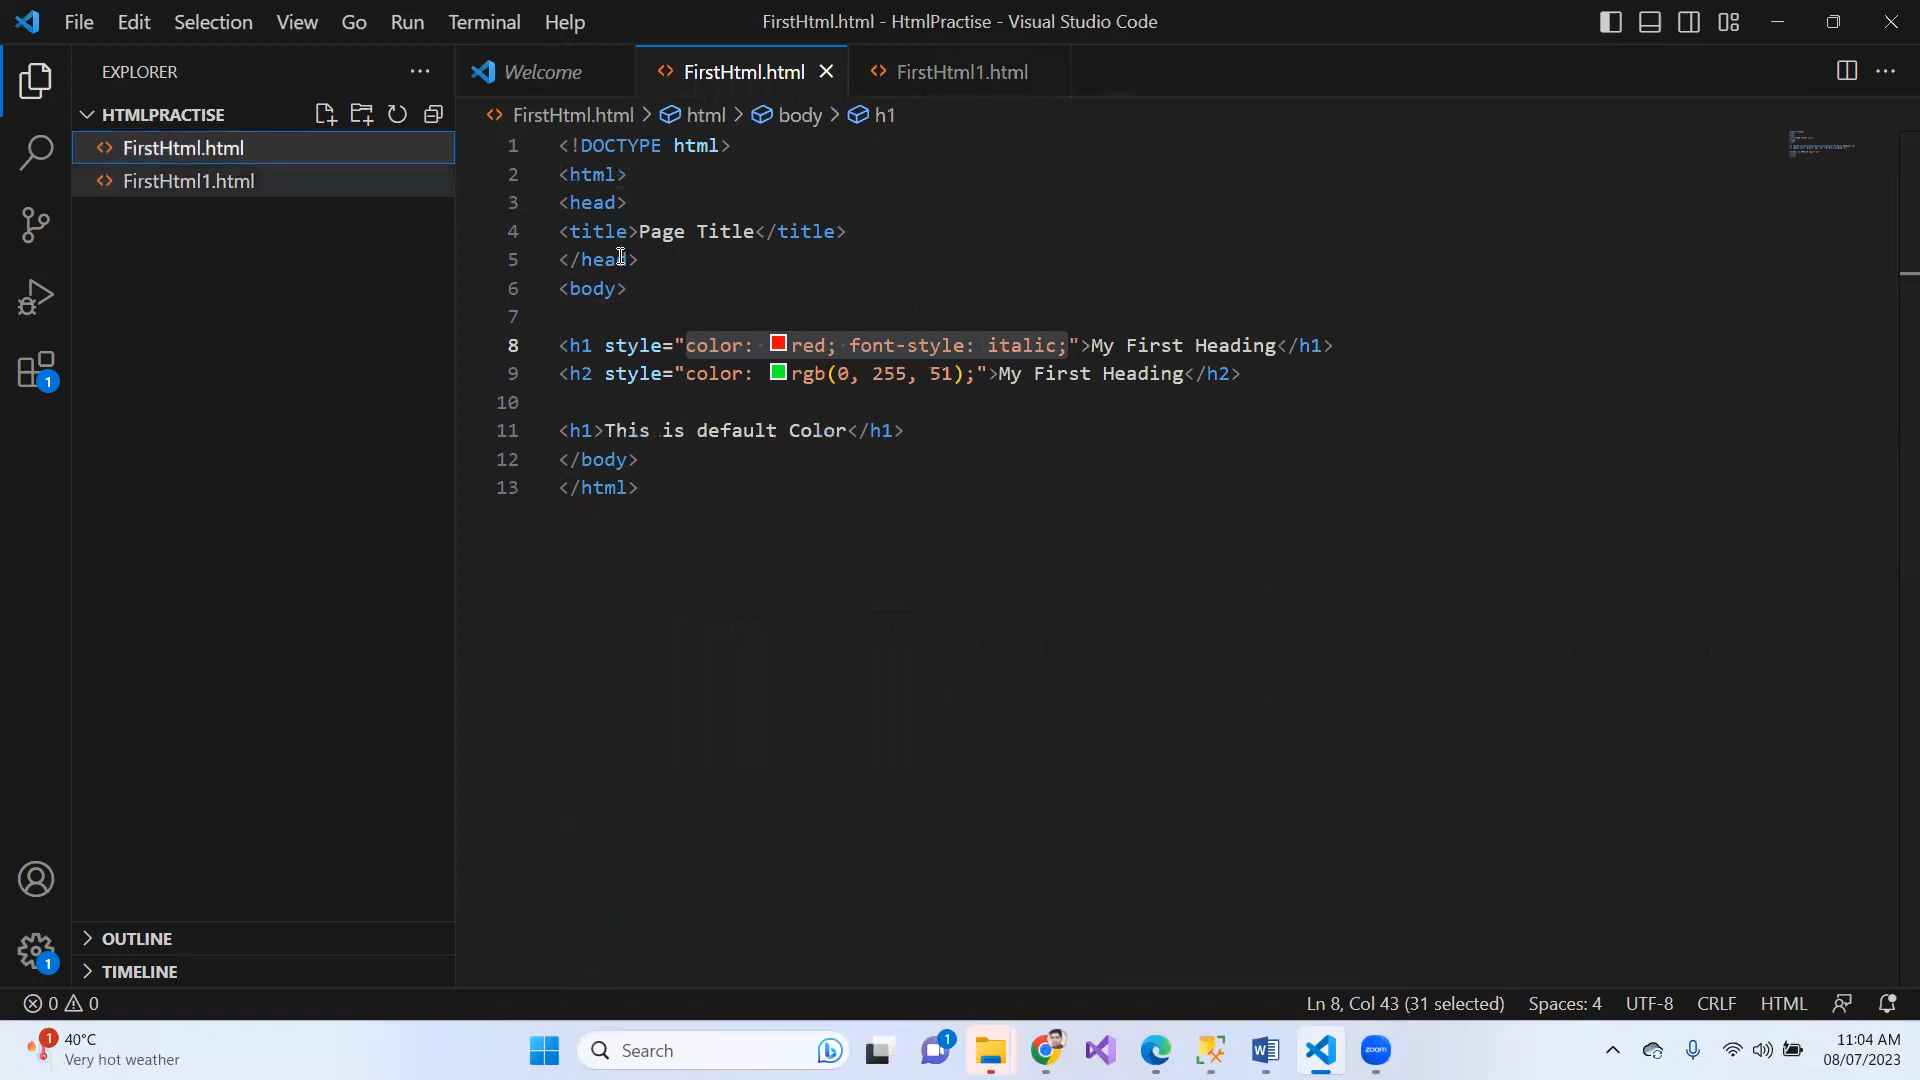 File Edit Selection View Go Run Terminal Help FirstHtml.html - HtmlPractise - Visual Studio Code
EXPLORER
Welcome FirstHtml.html FirstHtml1.html
HTMLPRACTISE
FirstHtml.html > html > body > h1
FirstHtml.html
FirstHtml1.html
1 <!DOCTYPE html>
2 <html>
3 <head>
4 <title>Page Title</title>
5 </head>
6 <body>
7
8 <h1 style="color: red; font-style: italic;">My First Heading</h1>
9 <h2 style="color: rgb(0, 255, 51);">My First Heading</h2>
10
11 <h1>This is default Color</h1>
12 </body>
13 </html>
1
1
OUTLINE
TIMELINE
0 0 Ln 8, Col 43 (31 selected) Spaces: 4 UTF-8 CRLF HTML
1 40°C
Very hot weather
Search
1
zoom
11:04 AM
08/07/2023